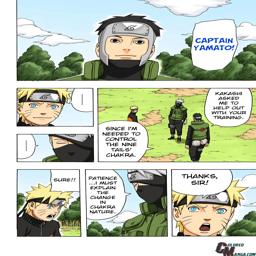 CAPTAIN
YAMATO!
KAKASHI
ASKED ME
TO HELP
OUT WITH
YOUR
TRAINING.
SINCE I'M
NEEDED TO
CONTROL
THE NINE
TAILS'
CHAKRA.
THANKS,
SIR!
PATIENCE
...I MUST
EXPLAIN
THE
CHANGE IN
CHAKRA
NATURE.
SURE!!
COLORED
MANGA.COM